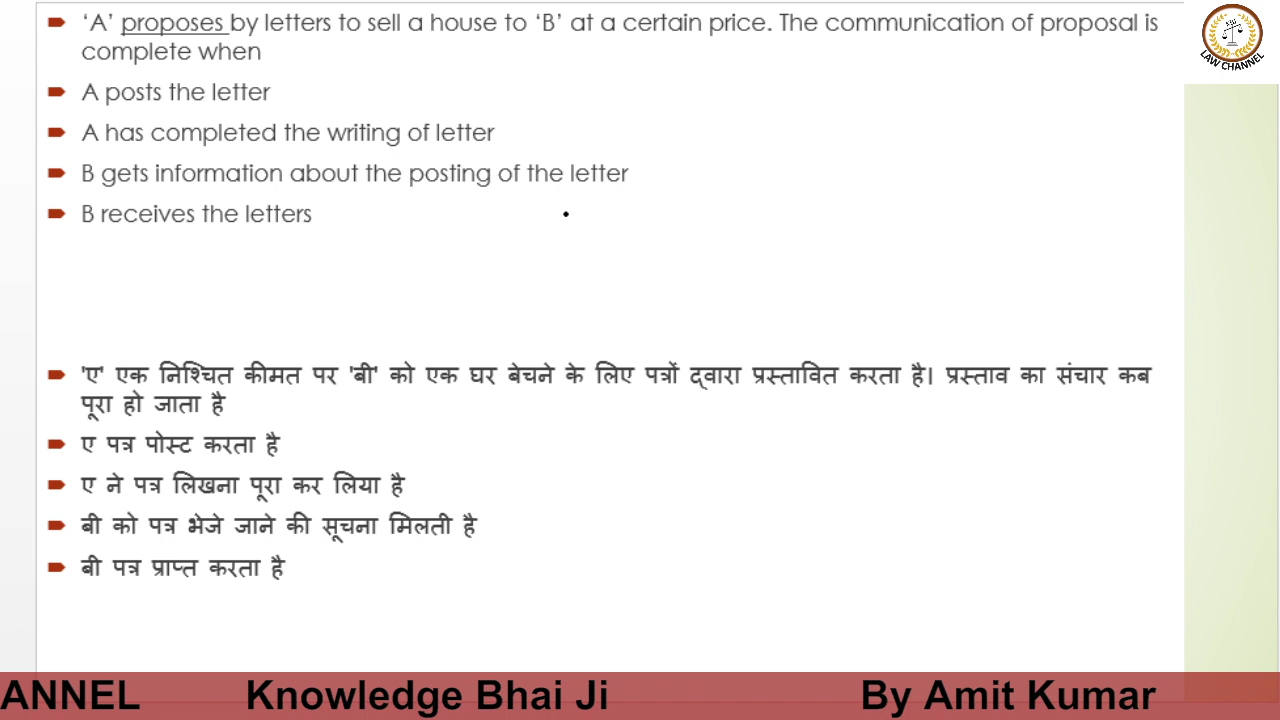 ‘A’ proposes by letters to sell a house to ‘B’ at a certain price. The communication of proposal is
complete when
A posts the letter
A has completed the writing of letter
B gets information about the posting of the letter
B receives the letters
LAW CHANNEL
'ए' एक निश्चित कीमत पर 'बी' को एक घर बेचने के लिए पत्रों द्वारा प्रस्तावित करता है। प्रस्ताव का संचार कब
पूरा हो जाता है
ए पत्र पोस्ट करता है
ए ने पत्र लिखना पूरा कर लिया है
बी को पत्र भेजे जाने की सूचना मिलती है
बी पत्र प्राप्त करता है
ANNEL Knowledge Bhai Ji By Amit Kumar